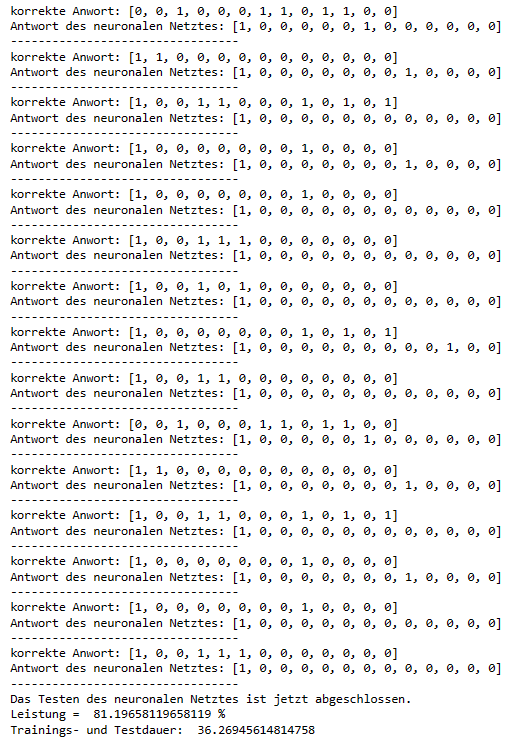 korrekte Anwort: [0, 0, 1, 0, 0, 0, 1, 1, 0, 1, 1, 0, 0]
Antwort des neuronalen Netztes: [1, 0, 0, 0, 0, 0, 1, 0, 0, 0, 0, 0, 0]
---------------------------------
korrekte Anwort: [1, 1, 0, 0, 0, 0, 0, 0, 0, 0, 0, 0, 0]
Antwort des neuronalen Netztes: [1, 0, 0, 0, 0, 0, 0, 0, 1, 0, 0, 0, 0]
---------------------------------
korrekte Anwort: [1, 0, 0, 1, 1, 0, 0, 0, 1, 0, 1, 0, 1]
Antwort des neuronalen Netztes: [1, 0, 0, 0, 0, 0, 0, 0, 0, 0, 0, 0, 0]
---------------------------------
korrekte Anwort: [1, 0, 0, 0, 0, 0, 0, 0, 1, 0, 0, 0, 0]
Antwort des neuronalen Netztes: [1, 0, 0, 0, 0, 0, 0, 0, 1, 0, 0, 0, 0]
---------------------------------
korrekte Anwort: [1, 0, 0, 0, 0, 0, 0, 0, 1, 0, 0, 0, 0]
Antwort des neuronalen Netztes: [1, 0, 0, 0, 0, 0, 0, 0, 0, 0, 0, 0, 0]
---------------------------------
korrekte Anwort: [1, 0, 0, 1, 1, 1, 0, 0, 0, 0, 0, 0, 0]
Antwort des neuronalen Netztes: [1, 0, 0, 0, 0, 0, 0, 0, 0, 0, 0, 0, 0]
---------------------------------
korrekte Anwort: [1, 0, 0, 1, 0, 1, 0, 0, 0, 0, 0, 0, 0]
Antwort des neuronalen Netztes: [1, 0, 0, 0, 0, 0, 0, 0, 0, 0, 0, 0, 0]
---------------------------------
korrekte Anwort: [1, 0, 0, 0, 0, 0, 0, 0, 1, 0, 1, 0, 1]
Antwort des neuronalen Netztes: [1, 0, 0, 0, 0, 0, 0, 0, 0, 0, 1, 0, 0]
---------------------------------
korrekte Anwort: [1, 0, 0, 1, 1, 0, 0, 0, 0, 0, 0, 0, 0]
Antwort des neuronalen Netztes: [1, 0, 0, 0, 0, 0, 0, 0, 0, 0, 0, 0, 0]
---------------------------------
korrekte Anwort: [0, 0, 1, 0, 0, 0, 1, 1, 0, 1, 1, 0, 0]
Antwort des neuronalen Netztes: [1, 0, 0, 0, 0, 0, 1, 0, 0, 0, 0, 0, 0]
---------------------------------
korrekte Anwort: [1, 1, 0, 0, 0, 0, 0, 0, 0, 0, 0, 0, 0]
Antwort des neuronalen Netztes: [1, 0, 0, 0, 0, 0, 0, 0, 1, 0, 0, 0, 0]
---------------------------------
korrekte Anwort: [1, 0, 0, 1, 1, 0, 0, 0, 1, 0, 1, 0, 1]
Antwort des neuronalen Netztes: [1, 0, 0, 0, 0, 0, 0, 0, 0, 0, 0, 0, 0]
---------------------------------
korrekte Anwort: [1, 0, 0, 0, 0, 0, 0, 0, 1, 0, 0, 0, 0]
Antwort des neuronalen Netztes: [1, 0, 0, 0, 0, 0, 0, 0, 1, 0, 0, 0, 0]
---------------------------------
korrekte Anwort: [1, 0, 0, 0, 0, 0, 0, 0, 1, 0, 0, 0, 0]
Antwort des neuronalen Netztes: [1, 0, 0, 0, 0, 0, 0, 0, 0, 0, 0, 0, 0]
---------------------------------
korrekte Anwort: [1, 0, 0, 1, 1, 1, 0, 0, 0, 0, 0, 0, 0]
Antwort des neuronalen Netztes: [1, 0, 0, 0, 0, 0, 0, 0, 0, 0, 0, 0, 0]
---------------------------------
Das Testen des neuronalen Netztes ist jetzt abgeschlossen.
Leistung =  81.19658119658119 %
Trainings- und Testdauer:  36.26945614814758